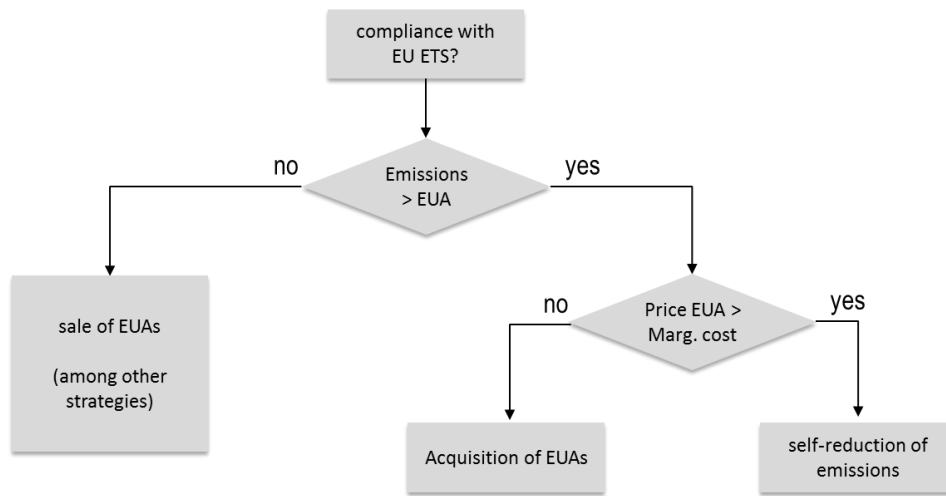 compliance with
EU ETS?
no
Emissions
> EUA
yes
sale of EUAs
(among other
strategies)
no
Price EUA >
Marg. cost
yes
Acquisition of EUAs
self-reduction of
emissions